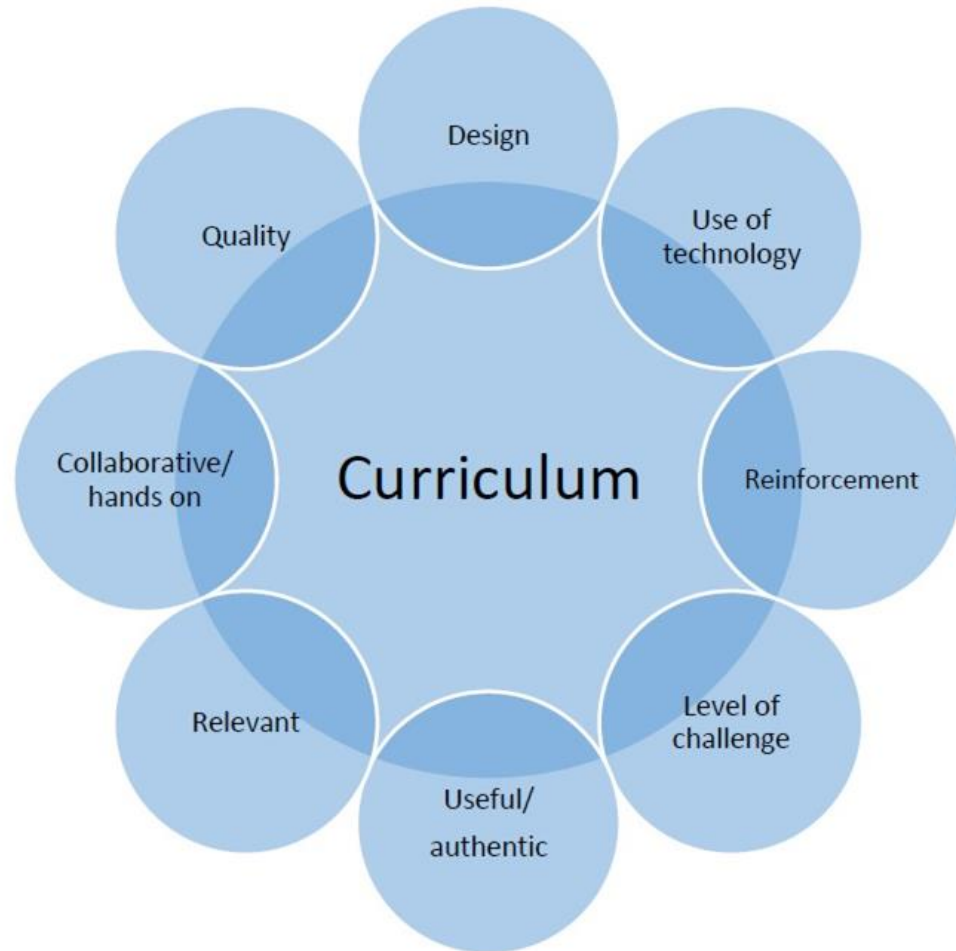 Design
Use of
technology
Reinforcement
Level of
challenge
Useful/
authentic
Relevant
Collaborative/
hands on
Quality
Curriculum